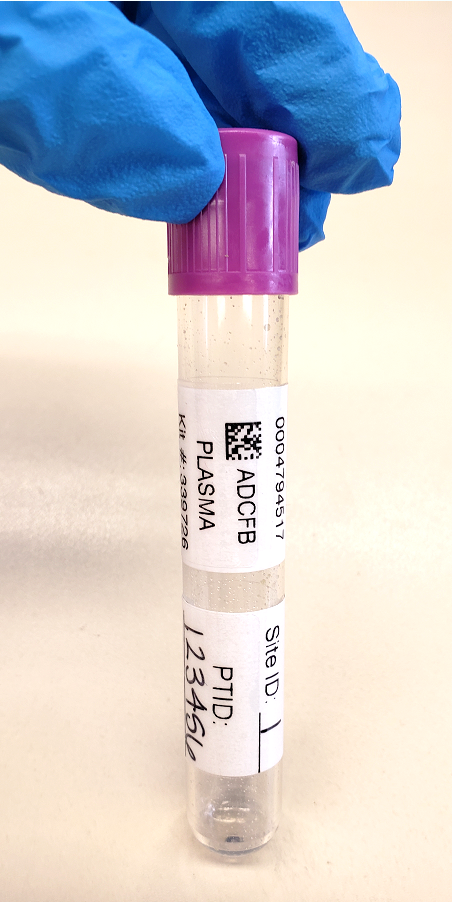 0004794517
ADCFB
PLASMA
Kit #: 339726
Site ID: 1
PTID:
123456